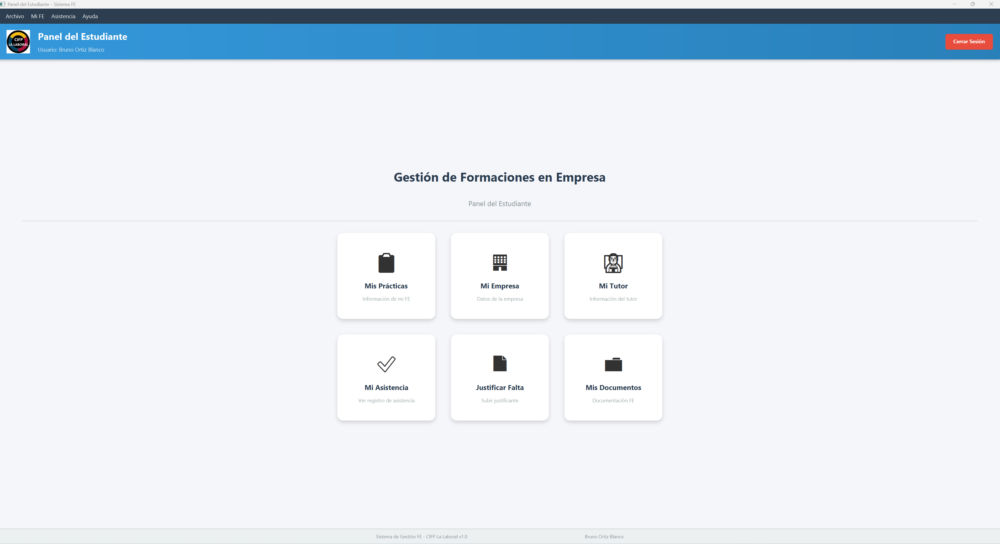 Panel del Estudiante - Sistema FE
Archivo Mi FE Asistencia Ayuda
CIFP
LA LABORAL
Panel del Estudiante
Usuario: Bruno Ortiz Blanco
Cerrar Sesión
Gestión de Formaciones en Empresa
Panel del Estudiante
Mis Prácticas
Información de mi FE
Mi Empresa
Datos de la empresa
Mi Tutor
Información del tutor
Mi Asistencia
Ver registro de asistencia
Justificar Falta
Subir justificante
Mis Documentos
Documentación FE
Sistema de Gestión FE - CIFP La Laboral v1.0
Bruno Ortiz Blanco